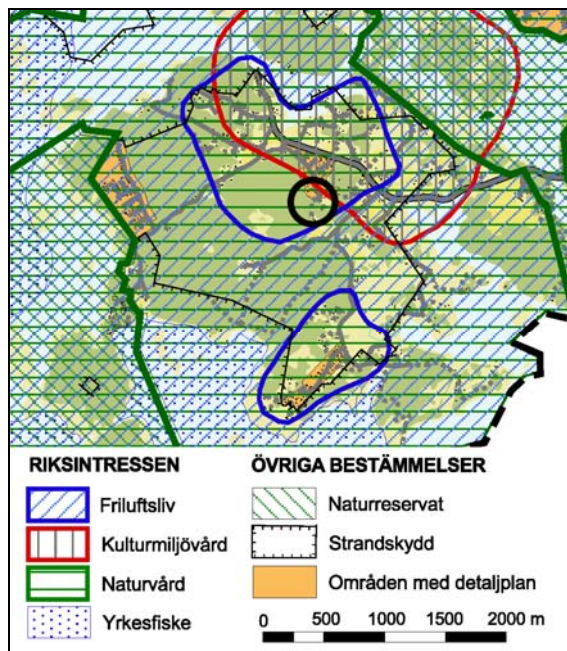 RIKSINTRESSEN
Friluftsliv
Kulturmiljövård
Naturvård
Yrkesfiske
ÖVRIGA BESTÄMMELSER
Naturreservat
Strandskydd
Områden med detaljplan
0 500 1000 1500 2000 m